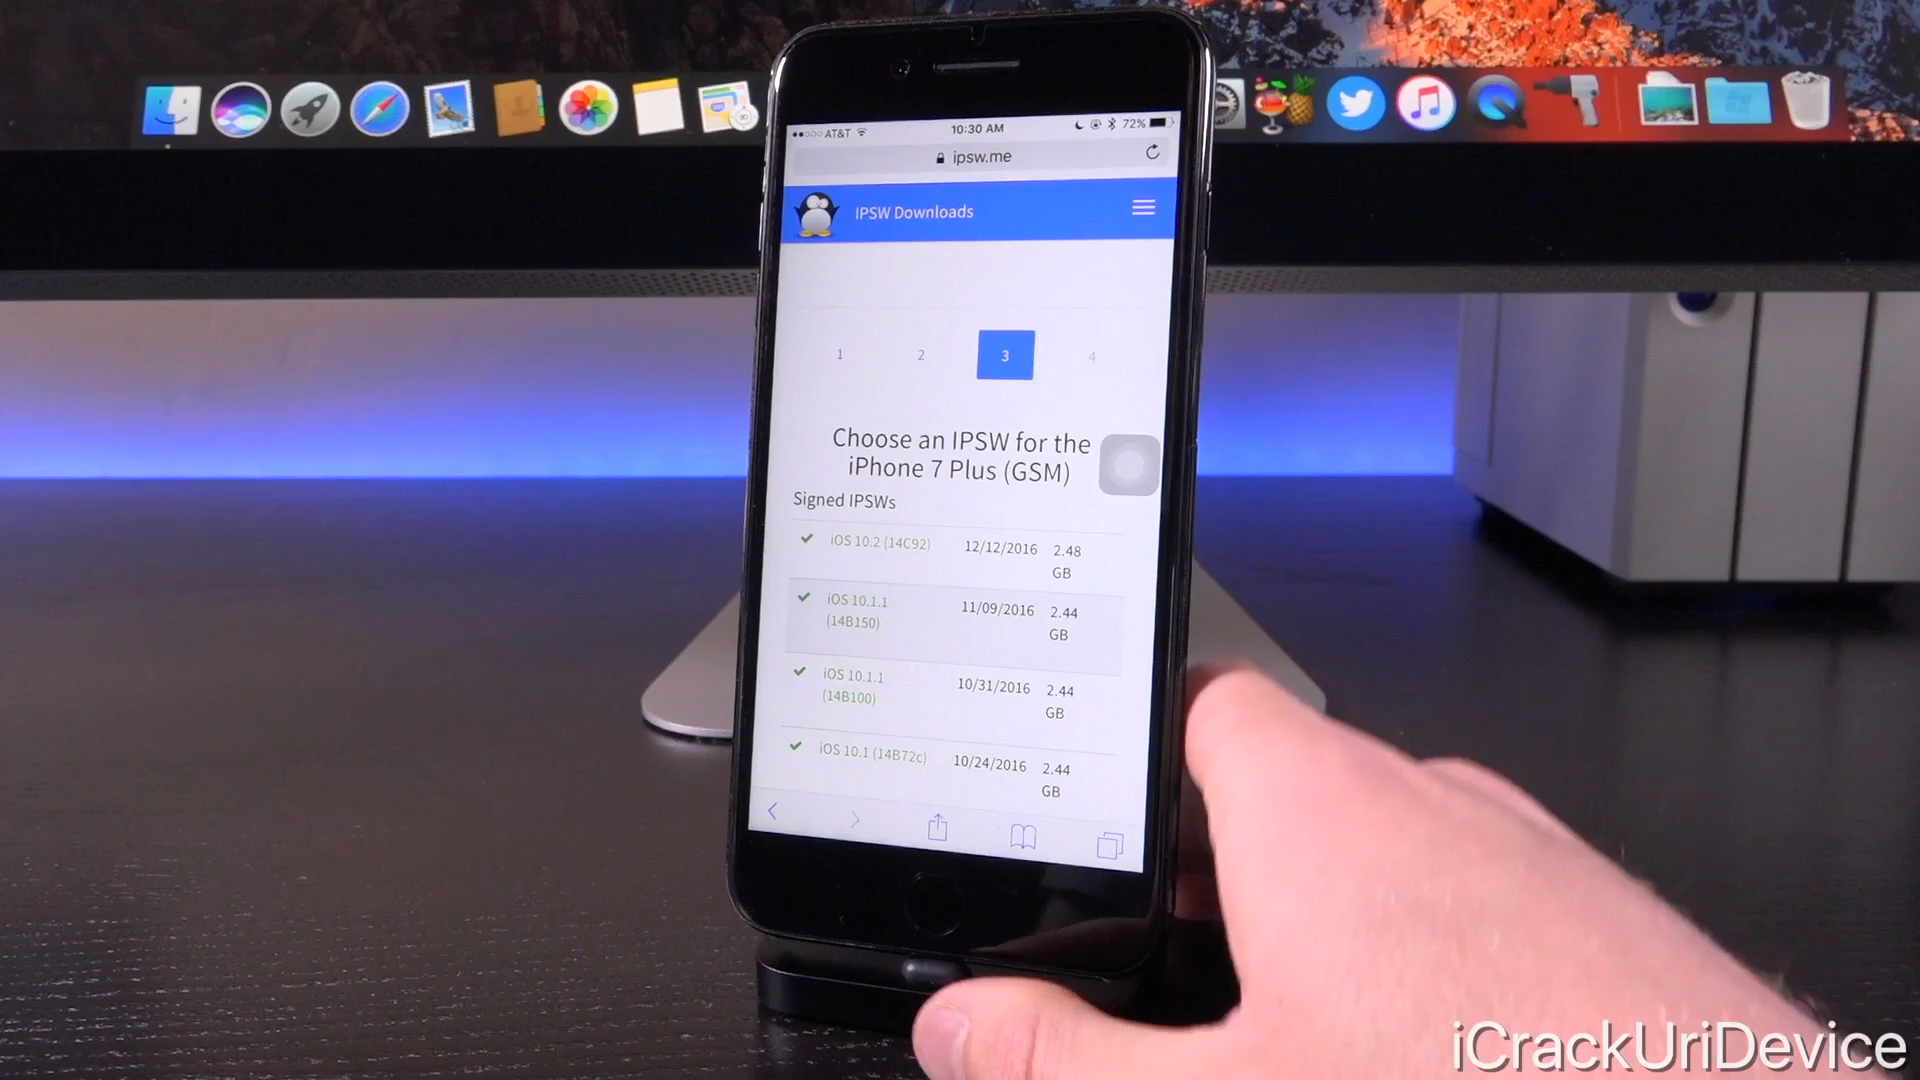 AT&T 10:30 AM 72%
ipsw.me
IPSW Downloads
1 2 3 4
Choose an IPSW for the
iPhone 7 Plus (GSM)
Signed IPSWs
iOS 10.2 (14C92) 12/12/2016 2.48
GB
iOS 10.1.1 11/09/2016 2.44
(14B150) GB
iOS 10.1.1 10/31/2016 2.44
(14B100) GB
iOS 10.1 (14B72c) 10/24/2016 2.44
GB
iCrackUriDevice